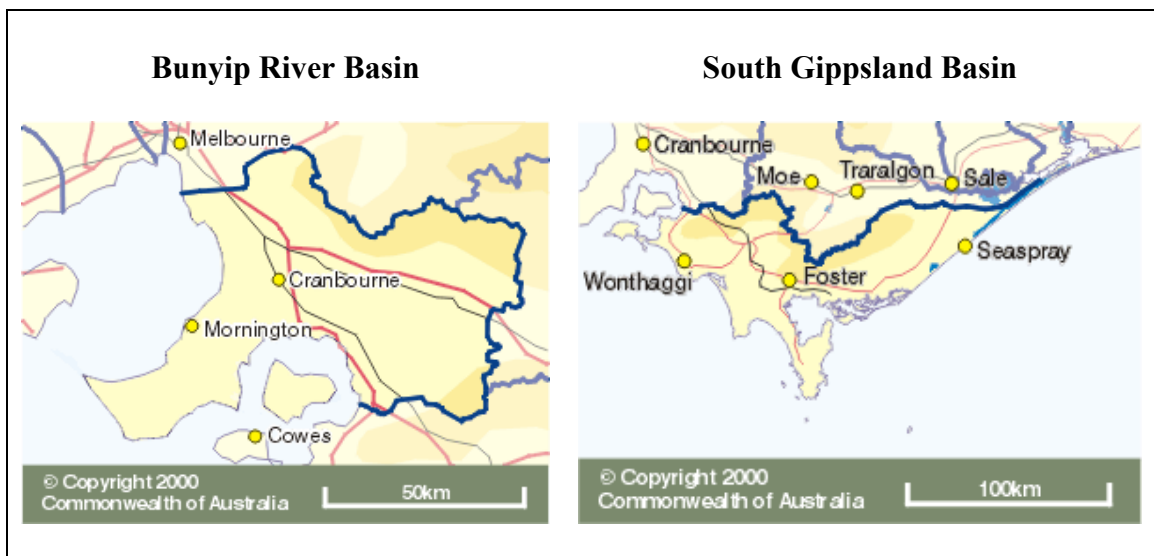 Bunyip River Basin
Melbourne
Cranbourne
Mornington
Cowes
© Copyright 2000
Commonwealth of Australia
50km
South Gippsland Basin
Cranbourne
Moe
Traralgon
Sale
Seaspray
Wonthaggi
Foster
© Copyright 2000
Commonwealth of Australia
100km